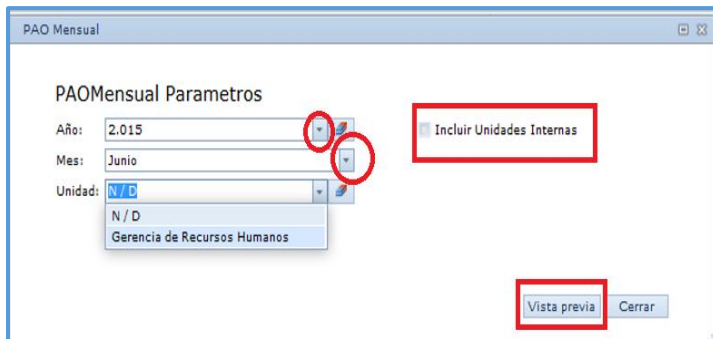 PAO Mensual
PAOMensual Parametros
Año: 2.015
Incluir Unidades Internas
Mes: Junio
Unidad: N / D
N / D
Gerencia de Recursos Humanos
Vista previa Cerrar